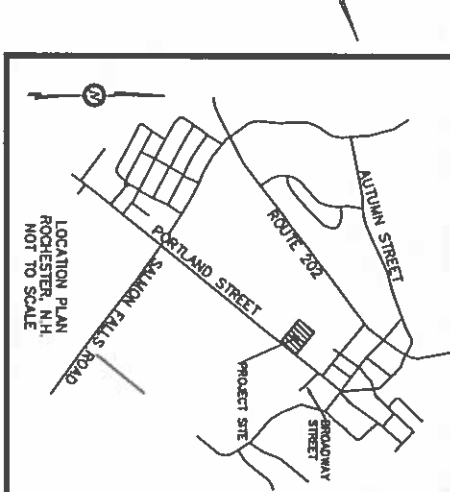 N
AUTUMN STREET
ROUTE 202
PORTLAND STREET
SALMON FALLS ROAD
PROJECT SITE
BROADWAY
STREET
LOCATION PLAN
ROCHESTER, N.H.
NOT TO SCALE